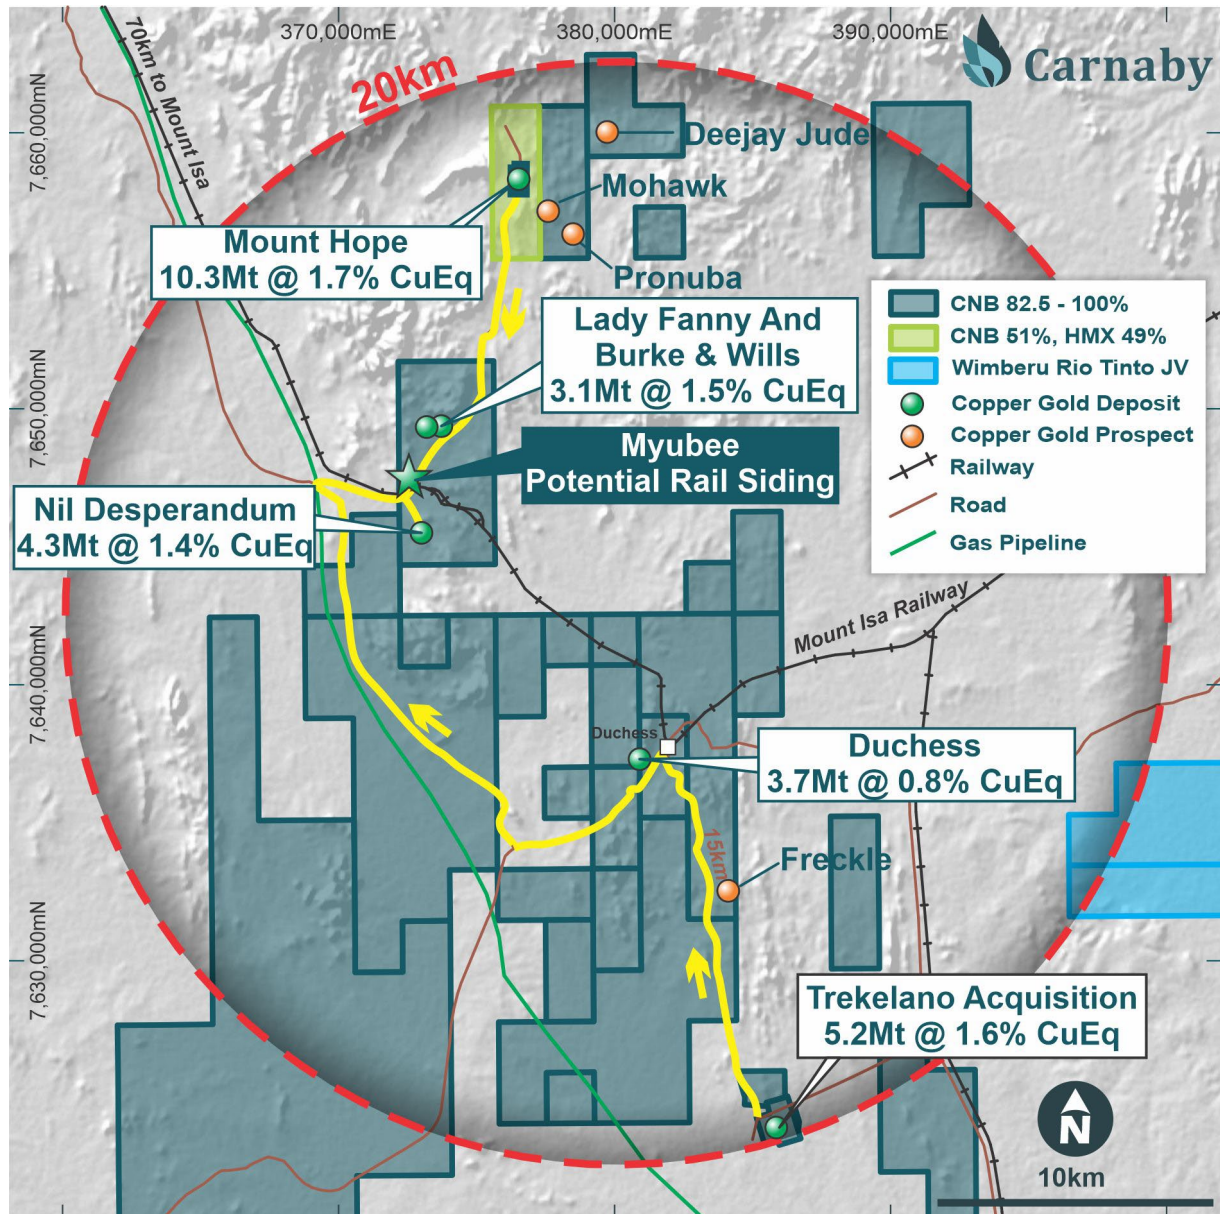 370,000mE
380,000mE
390,000mE
Carnaby
70km to Mount Isa
20km
7,660,000mN
Deejay Jude
Mohawk
Pronuba
Mount Hope
10.3Mt @ 1.7% CuEq
Lady Fanny And
Burke & Wills
3.1Mt @ 1.5% CuEq
CNB 82.5 - 100%
CNB 51%, HMX 49%
Wimberu Rio Tinto JV
Copper Gold Deposit
Copper Gold Prospect
Railway
Road
Gas Pipeline
7,650,000mN
Myubee
Potential Rail Siding
Nil Desperandum
4.3Mt @ 1.4% CuEq
Mount Isa Railway
7,640,000mN
Duchess
Duchess
3.7Mt @ 0.8% CuEq
15km
Freckle
7,630,000mN
Trekelano Acquisition
5.2Mt @ 1.6% CuEq
N
10km